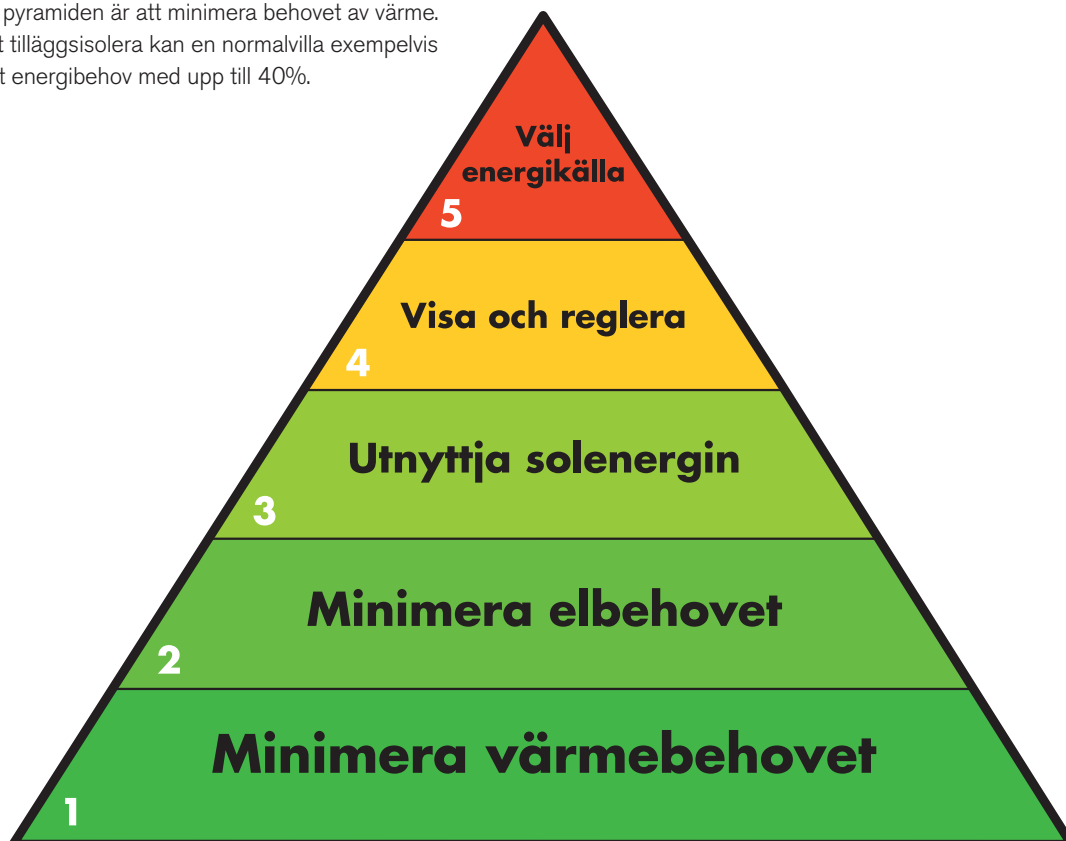 pyramiden är att minimera behovet av värme.
tilläggsisolera kan en normalvilla exempelvis
energibehov med upp till 40%.
Välj
energikälla
5
Visa och reglera
4
Utnyttja solenergin
3
Minimera elbehovet
2
Minimera värmebehovet
1